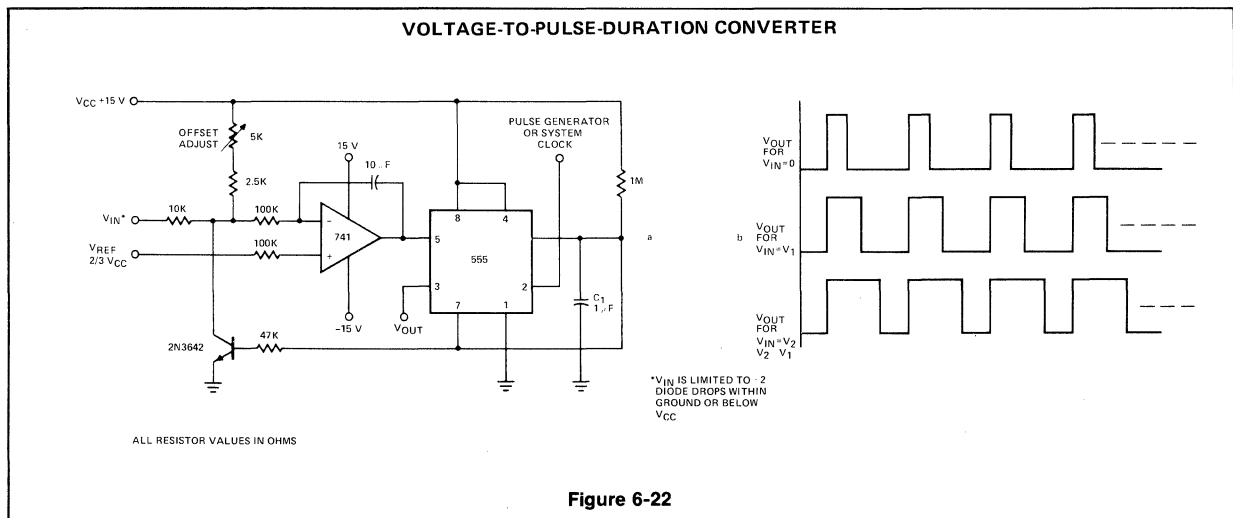 VOLTAGE-TO-PULSE-DURATION CONVERTER
VCC +15 V
OFFSET
ADJUST
5K
2.5K
15 V
10 μF
PULSE GENERATOR
OR SYSTEM
CLOCK
1M
VIN*
10K
100K
VREF
2/3 VCC
100K
−
+
741
−15 V
5
8
4
555
3
2
7
1
VOUT
C1
1 μF
a
2N3642
47K
ALL RESISTOR VALUES IN OHMS
b
VOUT
FOR
VIN=0
VOUT
FOR
VIN=V1
VOUT
FOR
VIN=V2
V2 V1
*VIN IS LIMITED TO 2
DIODE DROPS WITHIN
GROUND OR BELOW
VCC
Figure 6-22